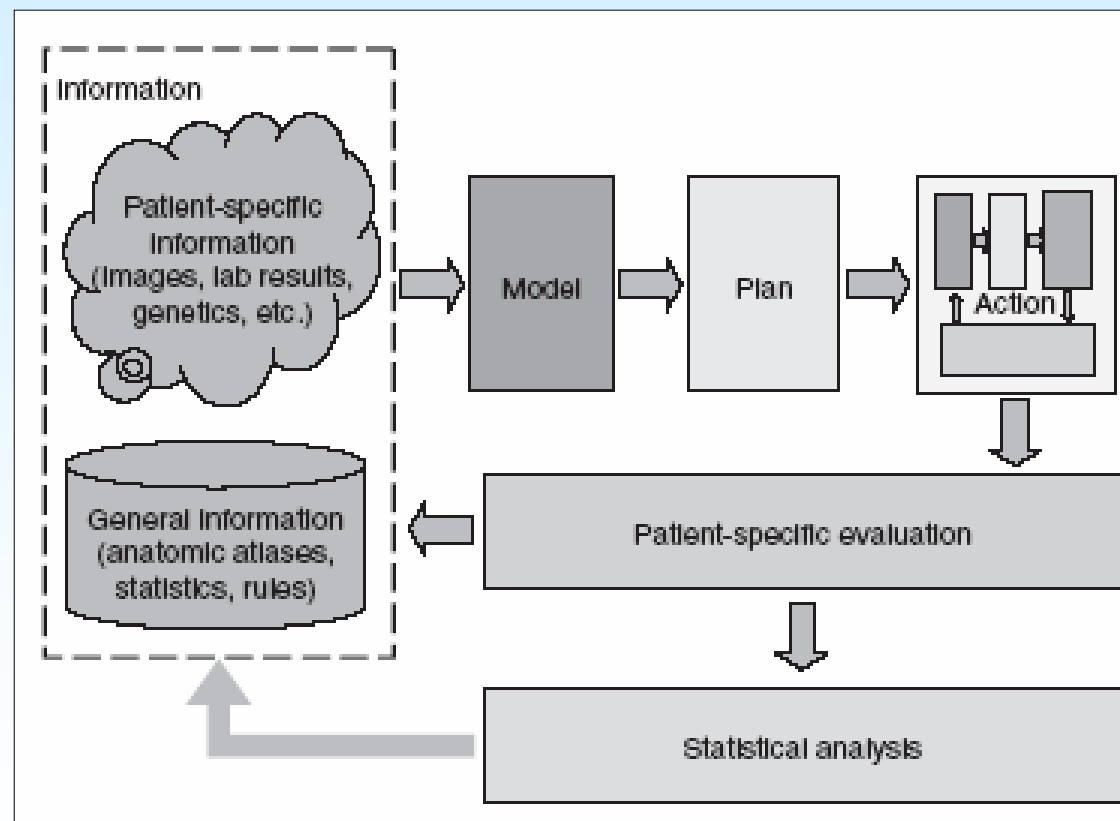 Information
Patient-specific
information
(images, lab results,
genetics, etc.)
Model
Plan
Action
General information
(anatomic atlases,
statistics, rules)
Patient-specific evaluation
Statistical analysis